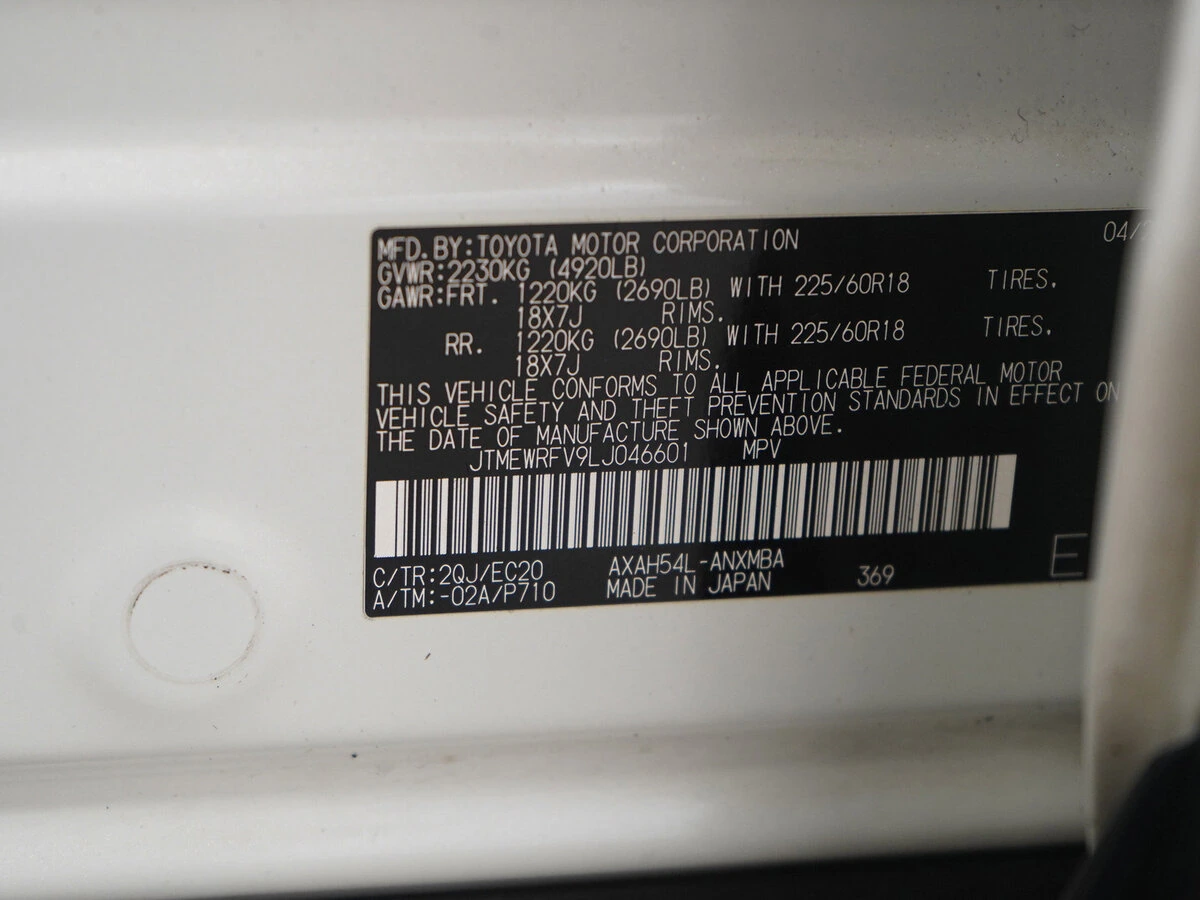 MFD. BY: TOYOTA MOTOR CORPORATION 04/
GVWR: 2230KG (4920LB)
GAWR: FRT. 1220KG (2690LB) WITH 225/60R18 TIRES.
18X7J RIMS.
RR. 1220KG (2690LB) WITH 225/60R18 TIRES.
18X7J RIMS.
THIS VEHICLE CONFORMS TO ALL APPLICABLE FEDERAL MOTOR
VEHICLE SAFETY AND THEFT PREVENTION STANDARDS IN EFFECT ON
THE DATE OF MANUFACTURE SHOWN ABOVE.
JTMEWRFV9LJ046601 MPV
C/TR: 2QJ/EC20 AXAH54L-ANXMBA E
A/TM: -02A/P710 MADE IN JAPAN 369